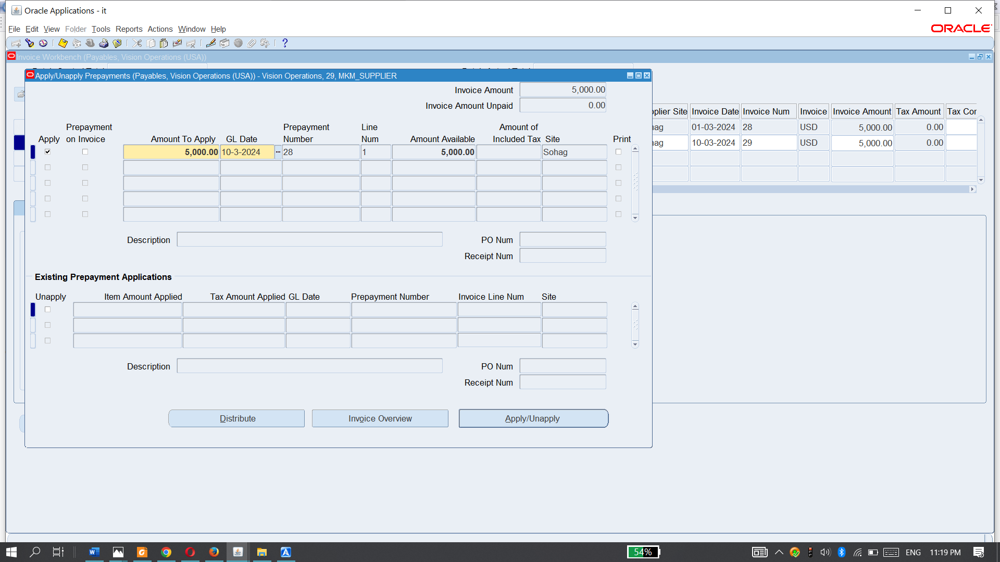 Oracle Applications - it
File Edit View Folder Tools Reports Actions Window Help
ORACLE
Invoice Workbench (Payables, Vision Operations (USA))
Apply/Unapply Prepayments (Payables, Vision Operations (USA)) - Vision Operations, 29, MKM_SUPPLIER
Invoice Amount 5,000.00
Invoice Amount Unpaid 0.00
plier Site Invoice Date Invoice Num Invoice Invoice Amount Tax Amount Tax Cor
hag 01-03-2024 28 USD 5,000.00 0.00
hag 10-03-2024 29 USD 5,000.00 0.00
Prepayment Prepayment Line Amount of
Apply on Invoice Amount To Apply GL Date Number Num Amount Available Included Tax Site Print
5,000.00 10-3-2024 28 1 5,000.00 Sohag
Description PO Num
Receipt Num
Existing Prepayment Applications
Unapply Item Amount Applied Tax Amount Applied GL Date Prepayment Number Invoice Line Num Site
Description PO Num
Receipt Num
Distribute Invoice Overview Apply/Unapply
54% ENG 11:19 PM